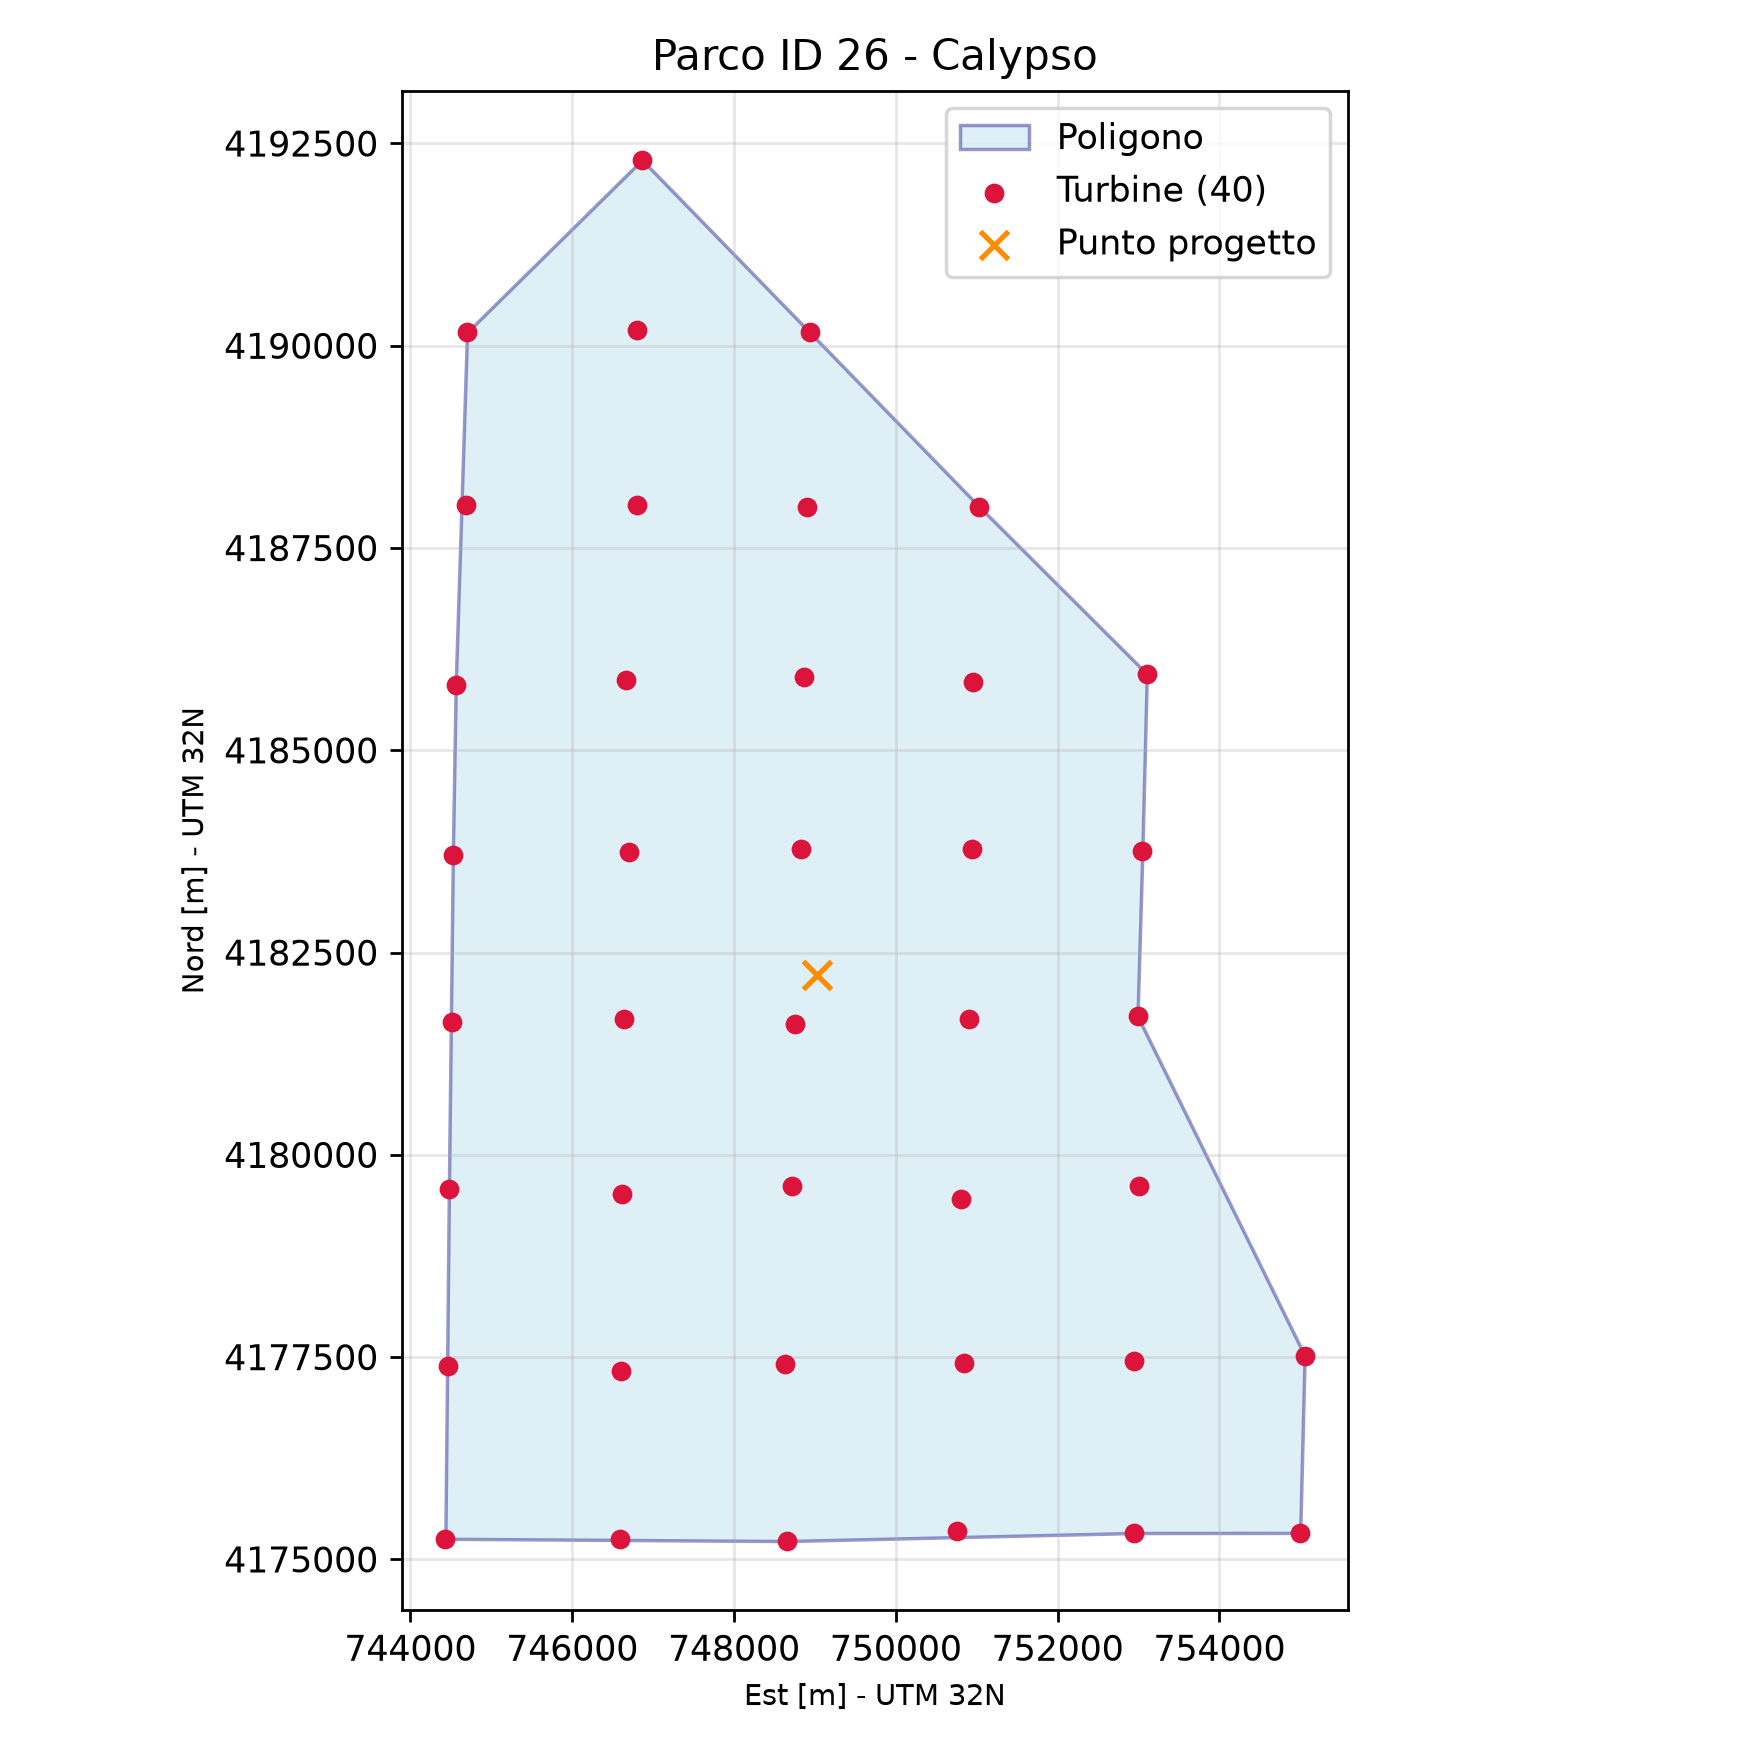 Parco ID 26 - Calypso
Poligono
Turbine (40)
Punto progetto
4192500
4190000
4187500
4185000
4182500
4180000
4177500
4175000
Nord [m] - UTM 32N
744000 746000 748000 750000 752000 754000
Est [m] - UTM 32N